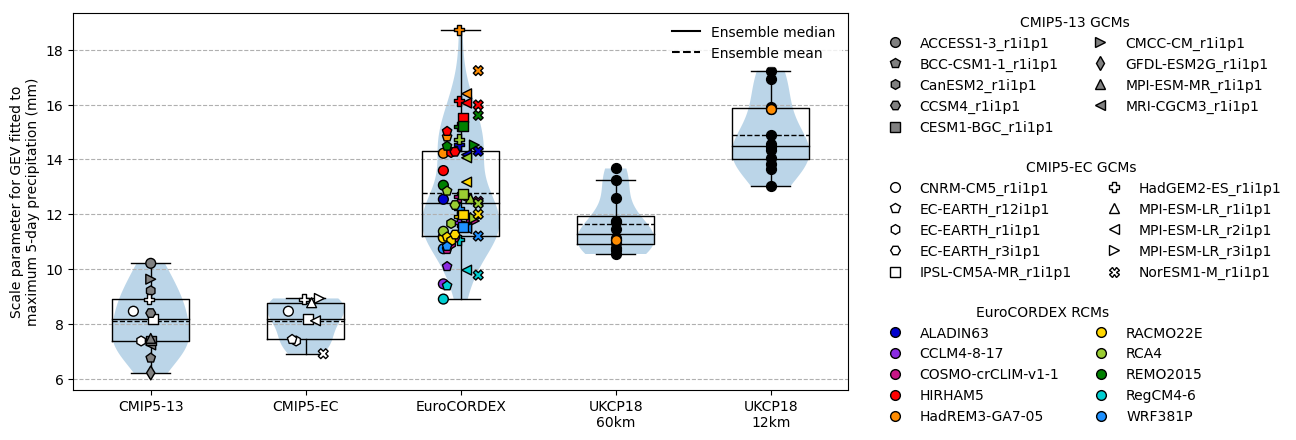 Scale parameter for GEV fitted to
maximum 5-day precipitation (mm)
18
16
14
12
10
8
6
Ensemble median
Ensemble mean
CMIP5-13
CMIP5-EC
EuroCORDEX
UKCP18
60km
UKCP18
12km
CMIP5-13 GCMs
ACCESS1-3_r1i1p1
BCC-CSM1-1_r1i1p1
CanESM2_r1i1p1
CCSM4_r1i1p1
CESM1-BGC_r1i1p1
CMCC-CM_r1i1p1
GFDL-ESM2G_r1i1p1
MPI-ESM-MR_r1i1p1
MRI-CGCM3_r1i1p1
CMIP5-EC GCMs
CNRM-CM5_r1i1p1
EC-EARTH_r12i1p1
EC-EARTH_r1i1p1
EC-EARTH_r3i1p1
IPSL-CM5A-MR_r1i1p1
HadGEM2-ES_r1i1p1
MPI-ESM-LR_r1i1p1
MPI-ESM-LR_r2i1p1
MPI-ESM-LR_r3i1p1
NorESM1-M_r1i1p1
EuroCORDEX RCMs
ALADIN63
CCLM4-8-17
COSMO-crCLIM-v1-1
HIRHAM5
HadREM3-GA7-05
RACMO22E
RCA4
REMO2015
RegCM4-6
WRF381P